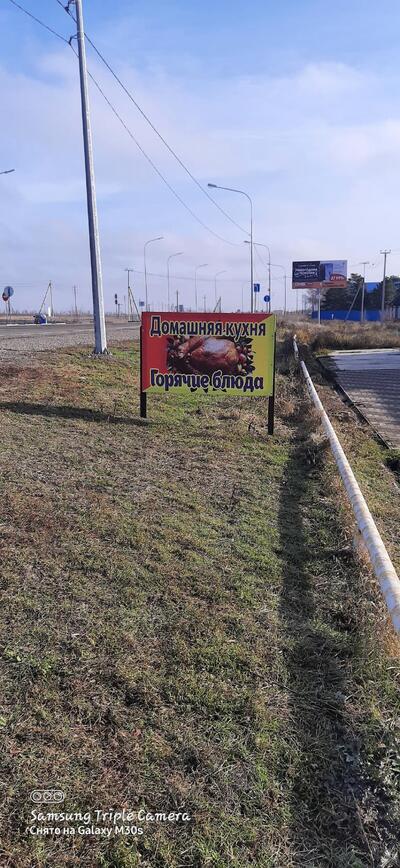 Домашняя кухня
Горячие блюда
Samsung Triple Camera
Снято на Galaxy M30s